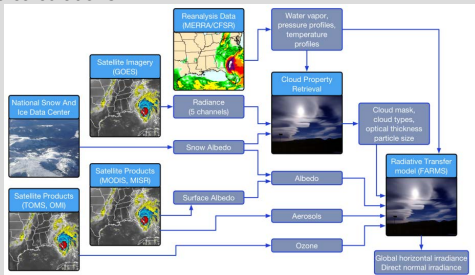 Reanalysis Data
(MERRA/CFSR)
Water vapor,
pressure profiles,
temperature
profiles
Satellite Imagery
(GOES)
Cloud Property
Retrieval
National Snow And
Ice Data Center
Radiance
(5 channels)
Cloud mask,
cloud types,
optical thickness
particle size
Snow Albedo
Satellite Products
(MODIS, MISR)
Radiative Transfer
model (FARMS)
Albedo
Satellite Products
(TOMS, OMI)
Surface Albedo
Aerosols
Ozone
Global horizontal irradiance
Direct normal irradiance